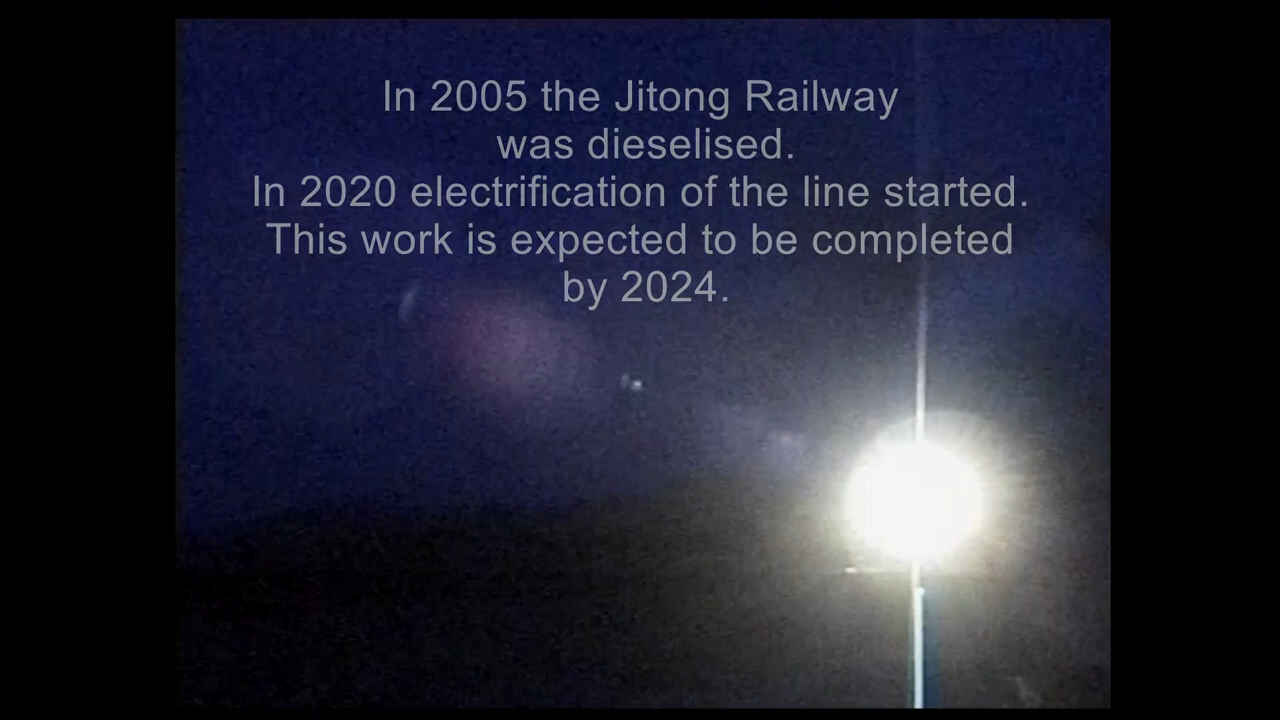 In 2005 the Jitong Railway
was dieselised.
In 2020 electrification of the line started.
This work is expected to be completed
by 2024.